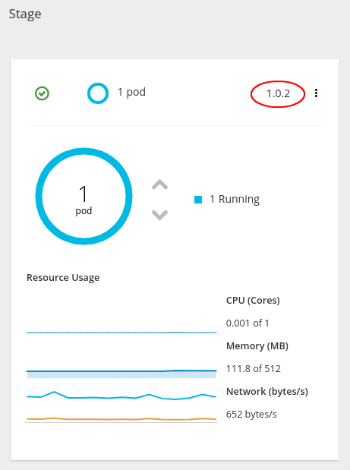 Stage
1 pod
1.0.2
1
pod
1 Running
Resource Usage
CPU (Cores)
0.001 of 1
Memory (MB)
111.8 of 512
Network (bytes/s)
652 bytes/s